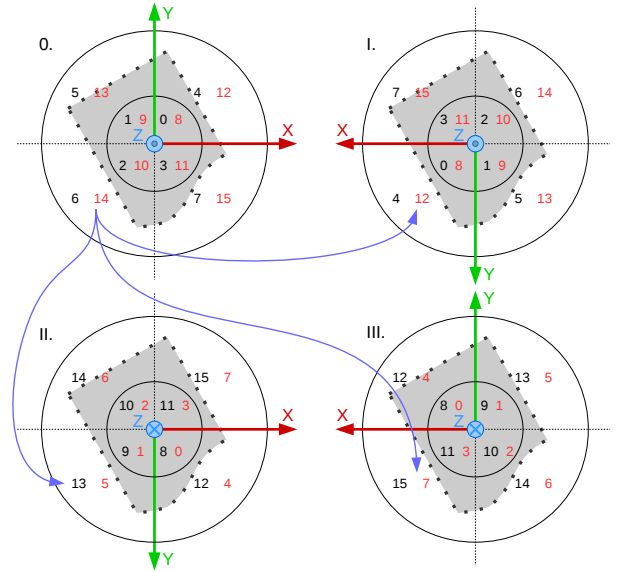 Y
0.
I.
5 13 4 12
7 15 6 14
1 9 0 8
3 11 2 10
Z X
X Z
2 10 3 11
0 8 1 9
6 14 7 15
4 12 5 13
Y
Y
II.
III.
14 6 15 7
12 4 13 5
10 2 11 3
8 0 9 1
Z X
X Z
9 1 8 0
11 3 10 2
13 5 12 4
15 7 14 6
Y